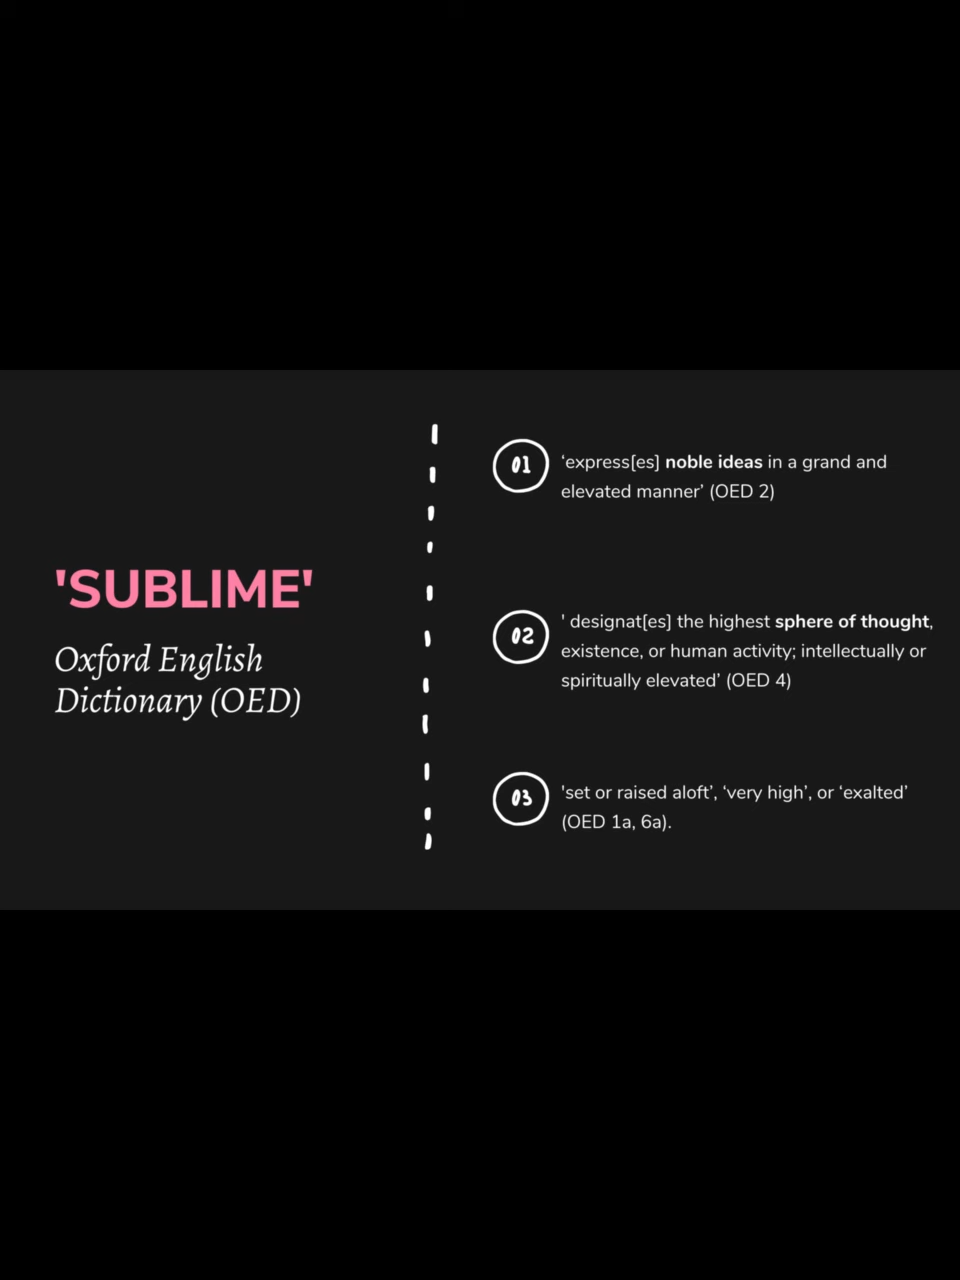 'SUBLIME'
Oxford English
Dictionary (OED)
01
‘express[es] noble ideas in a grand and
elevated manner’ (OED 2)
02
' designat[es] the highest sphere of thought,
existence, or human activity; intellectually or
spiritually elevated’ (OED 4)
03
'set or raised aloft’, ‘very high’, or ‘exalted’
(OED 1a, 6a).